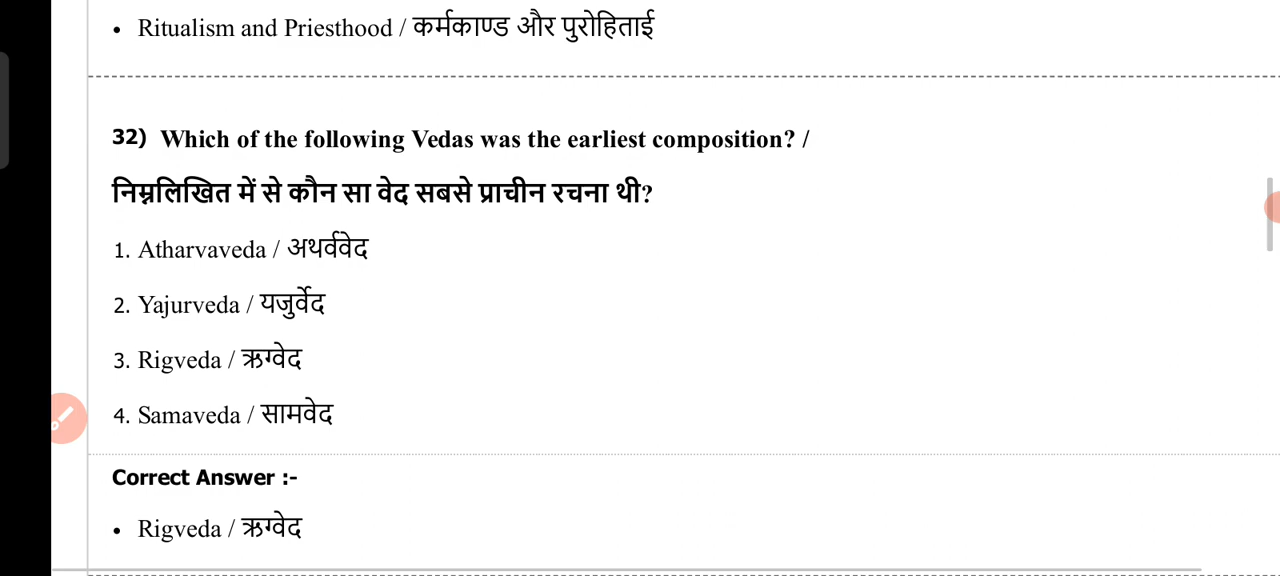 • Ritualism and Priesthood / कर्मकाण्ड और पुरोहिताई
32) Which of the following Vedas was the earliest composition? /
निम्नलिखित में से कौन सा वेद सबसे प्राचीन रचना थी?
1. Atharvaveda / अथर्ववेद
2. Yajurveda / यजुर्वेद
3. Rigveda / ऋग्वेद
4. Samaveda / सामवेद
Correct Answer :-
• Rigveda / ऋग्वेद